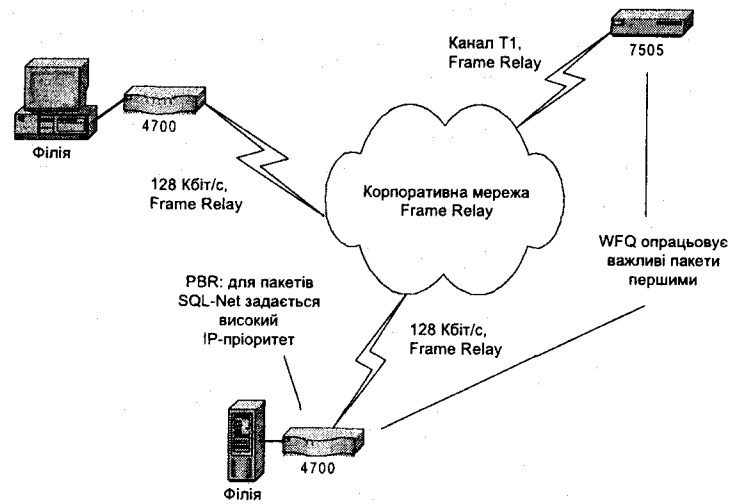 Канал Т1,
Frame Relay
7505
4700
Філія
128 Кбіт/с,
Frame Relay
Корпоративна мережа
Frame Relay
WFQ опрацьовує
важливі пакети
першими
PBR: для пакетів
SQL-Net задається
високий
IP-пріоритет
128 Кбіт/с,
Frame Relay
4700
Філія